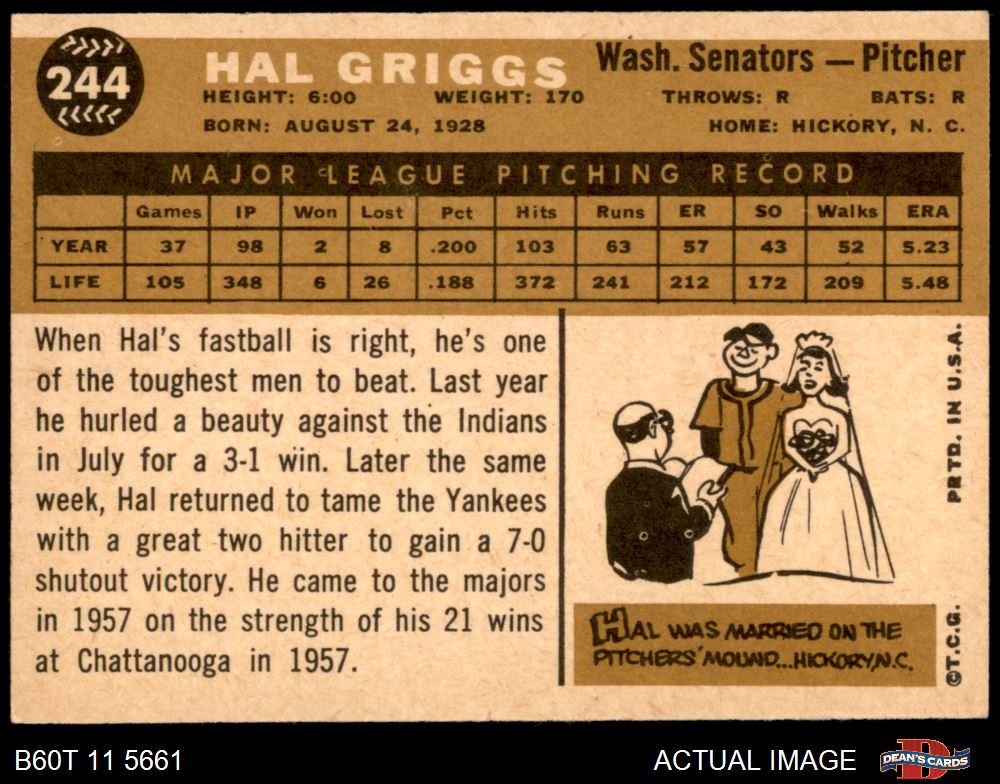 244
HAL GRIGGS
Wash. Senators — Pitcher
HEIGHT: 6:00 WEIGHT: 170 THROWS: R BATS: R
BORN: AUGUST 24, 1928 HOME: HICKORY, N. C.
MAJOR LEAGUE PITCHING RECORD
Games IP Won Lost Pct Hits Runs ER SO Walks ERA
YEAR 37 98 2 8 .200 103 63 57 43 52 5.23
LIFE 105 348 6 26 .188 372 241 212 172 209 5.48
When Hal's fastball is right, he's one
of the toughest men to beat. Last year
he hurled a beauty against the Indians
in July for a 3-1 win. Later the same
week, Hal returned to tame the Yankees
with a great two hitter to gain a 7-0
shutout victory. He came to the majors
in 1957 on the strength of his 21 wins
at Chattanooga in 1957.
HAL WAS MARRIED ON THE
PITCHERS' MOUND...HICKORY,N.C.
PRTD. IN U.S.A.
©T.C.G.
B60T 11 5661
ACTUAL IMAGE
D
DEAN'S CARDS